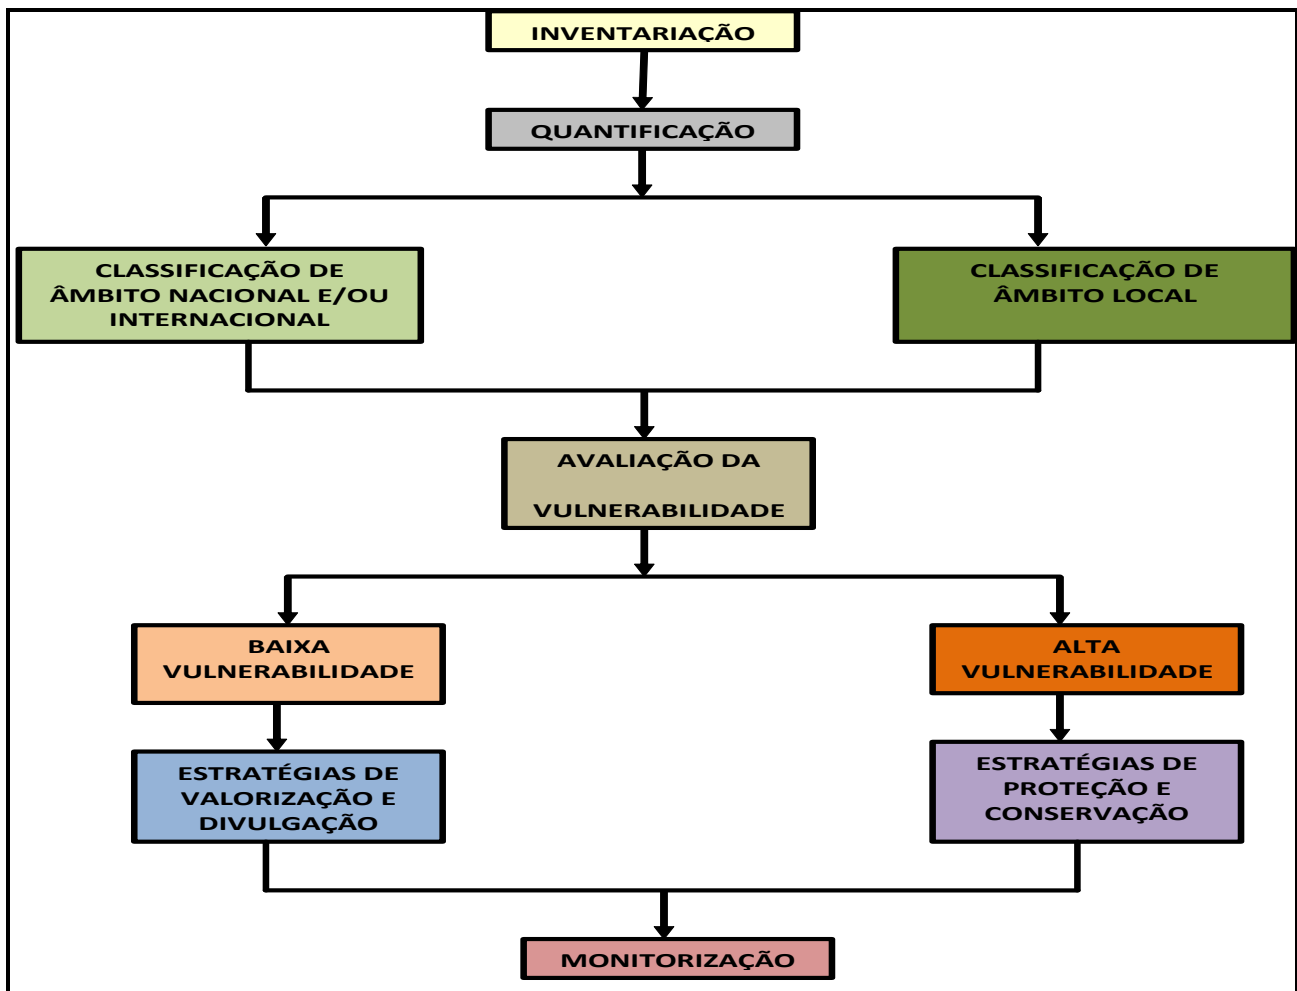 INVENTARIAÇÃO
QUANTIFICAÇÃO
CLASSIFICAÇÃO DE
ÂMBITO NACIONAL E/OU
INTERNACIONAL
CLASSIFICAÇÃO DE
ÂMBITO LOCAL
AVALIAÇÃO DA
VULNERABILIDADE
BAIXA
VULNERABILIDADE
ALTA
VULNERABILIDADE
ESTRATÉGIAS DE
VALORIZAÇÃO E
DIVULGAÇÃO
ESTRATÉGIAS DE
PROTEÇÃO E
CONSERVAÇÃO
MONITORIZAÇÃO